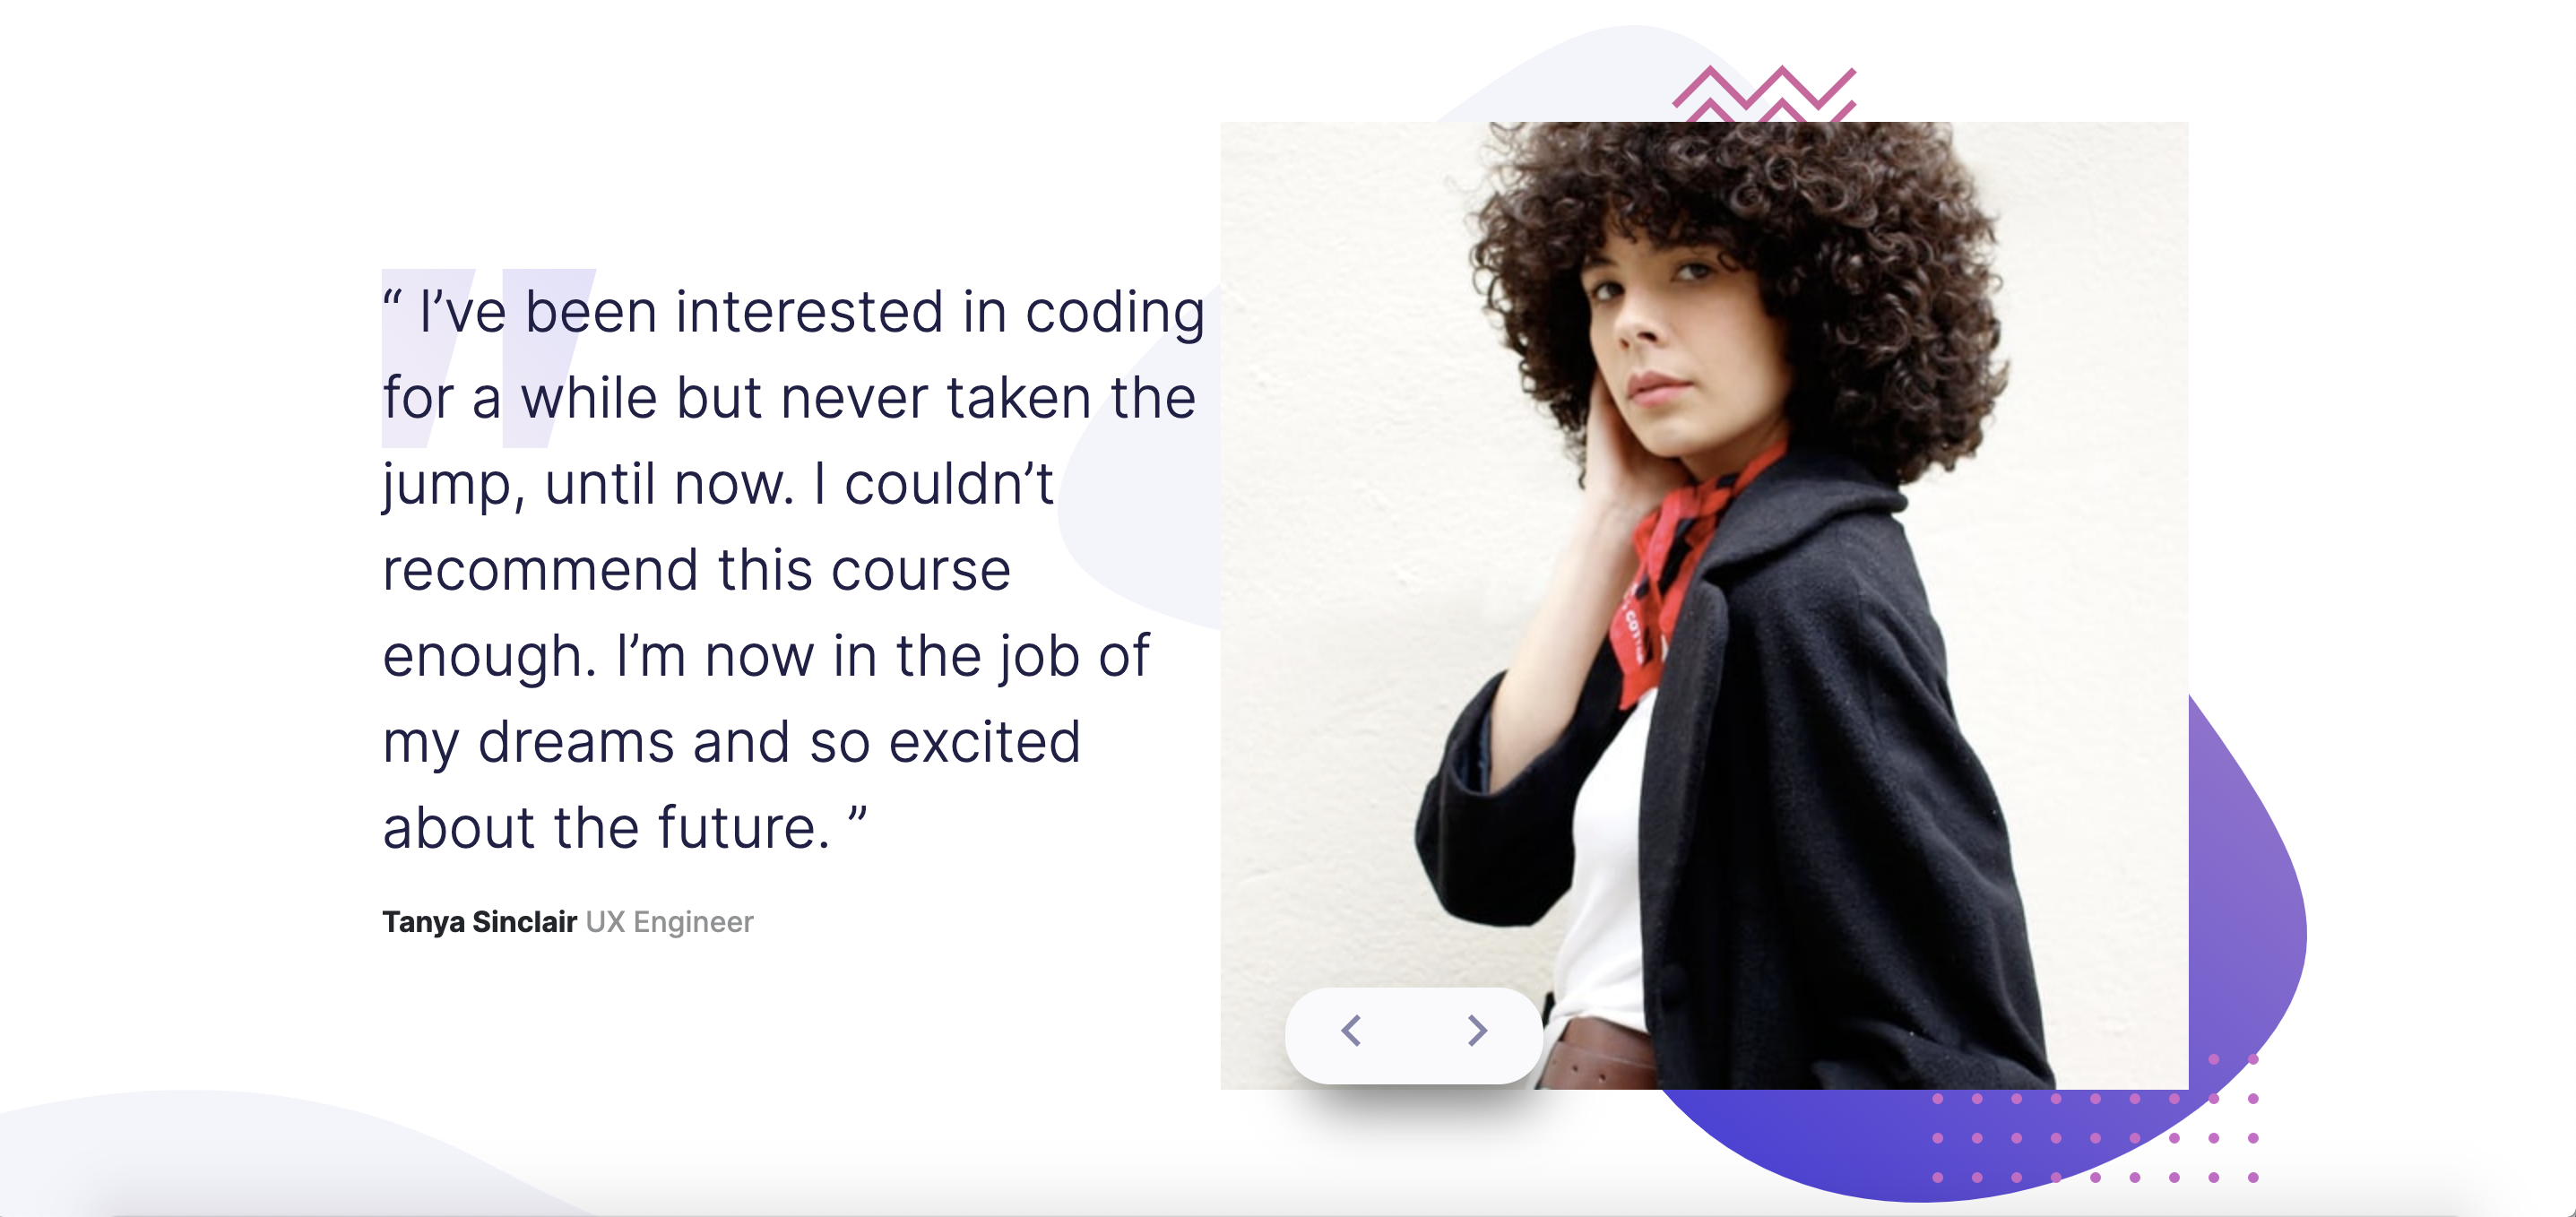 “ I’ve been interested in coding
for a while but never taken the
jump, until now. I couldn’t
recommend this course
enough. I’m now in the job of
my dreams and so excited
about the future. ”
Tanya Sinclair UX Engineer